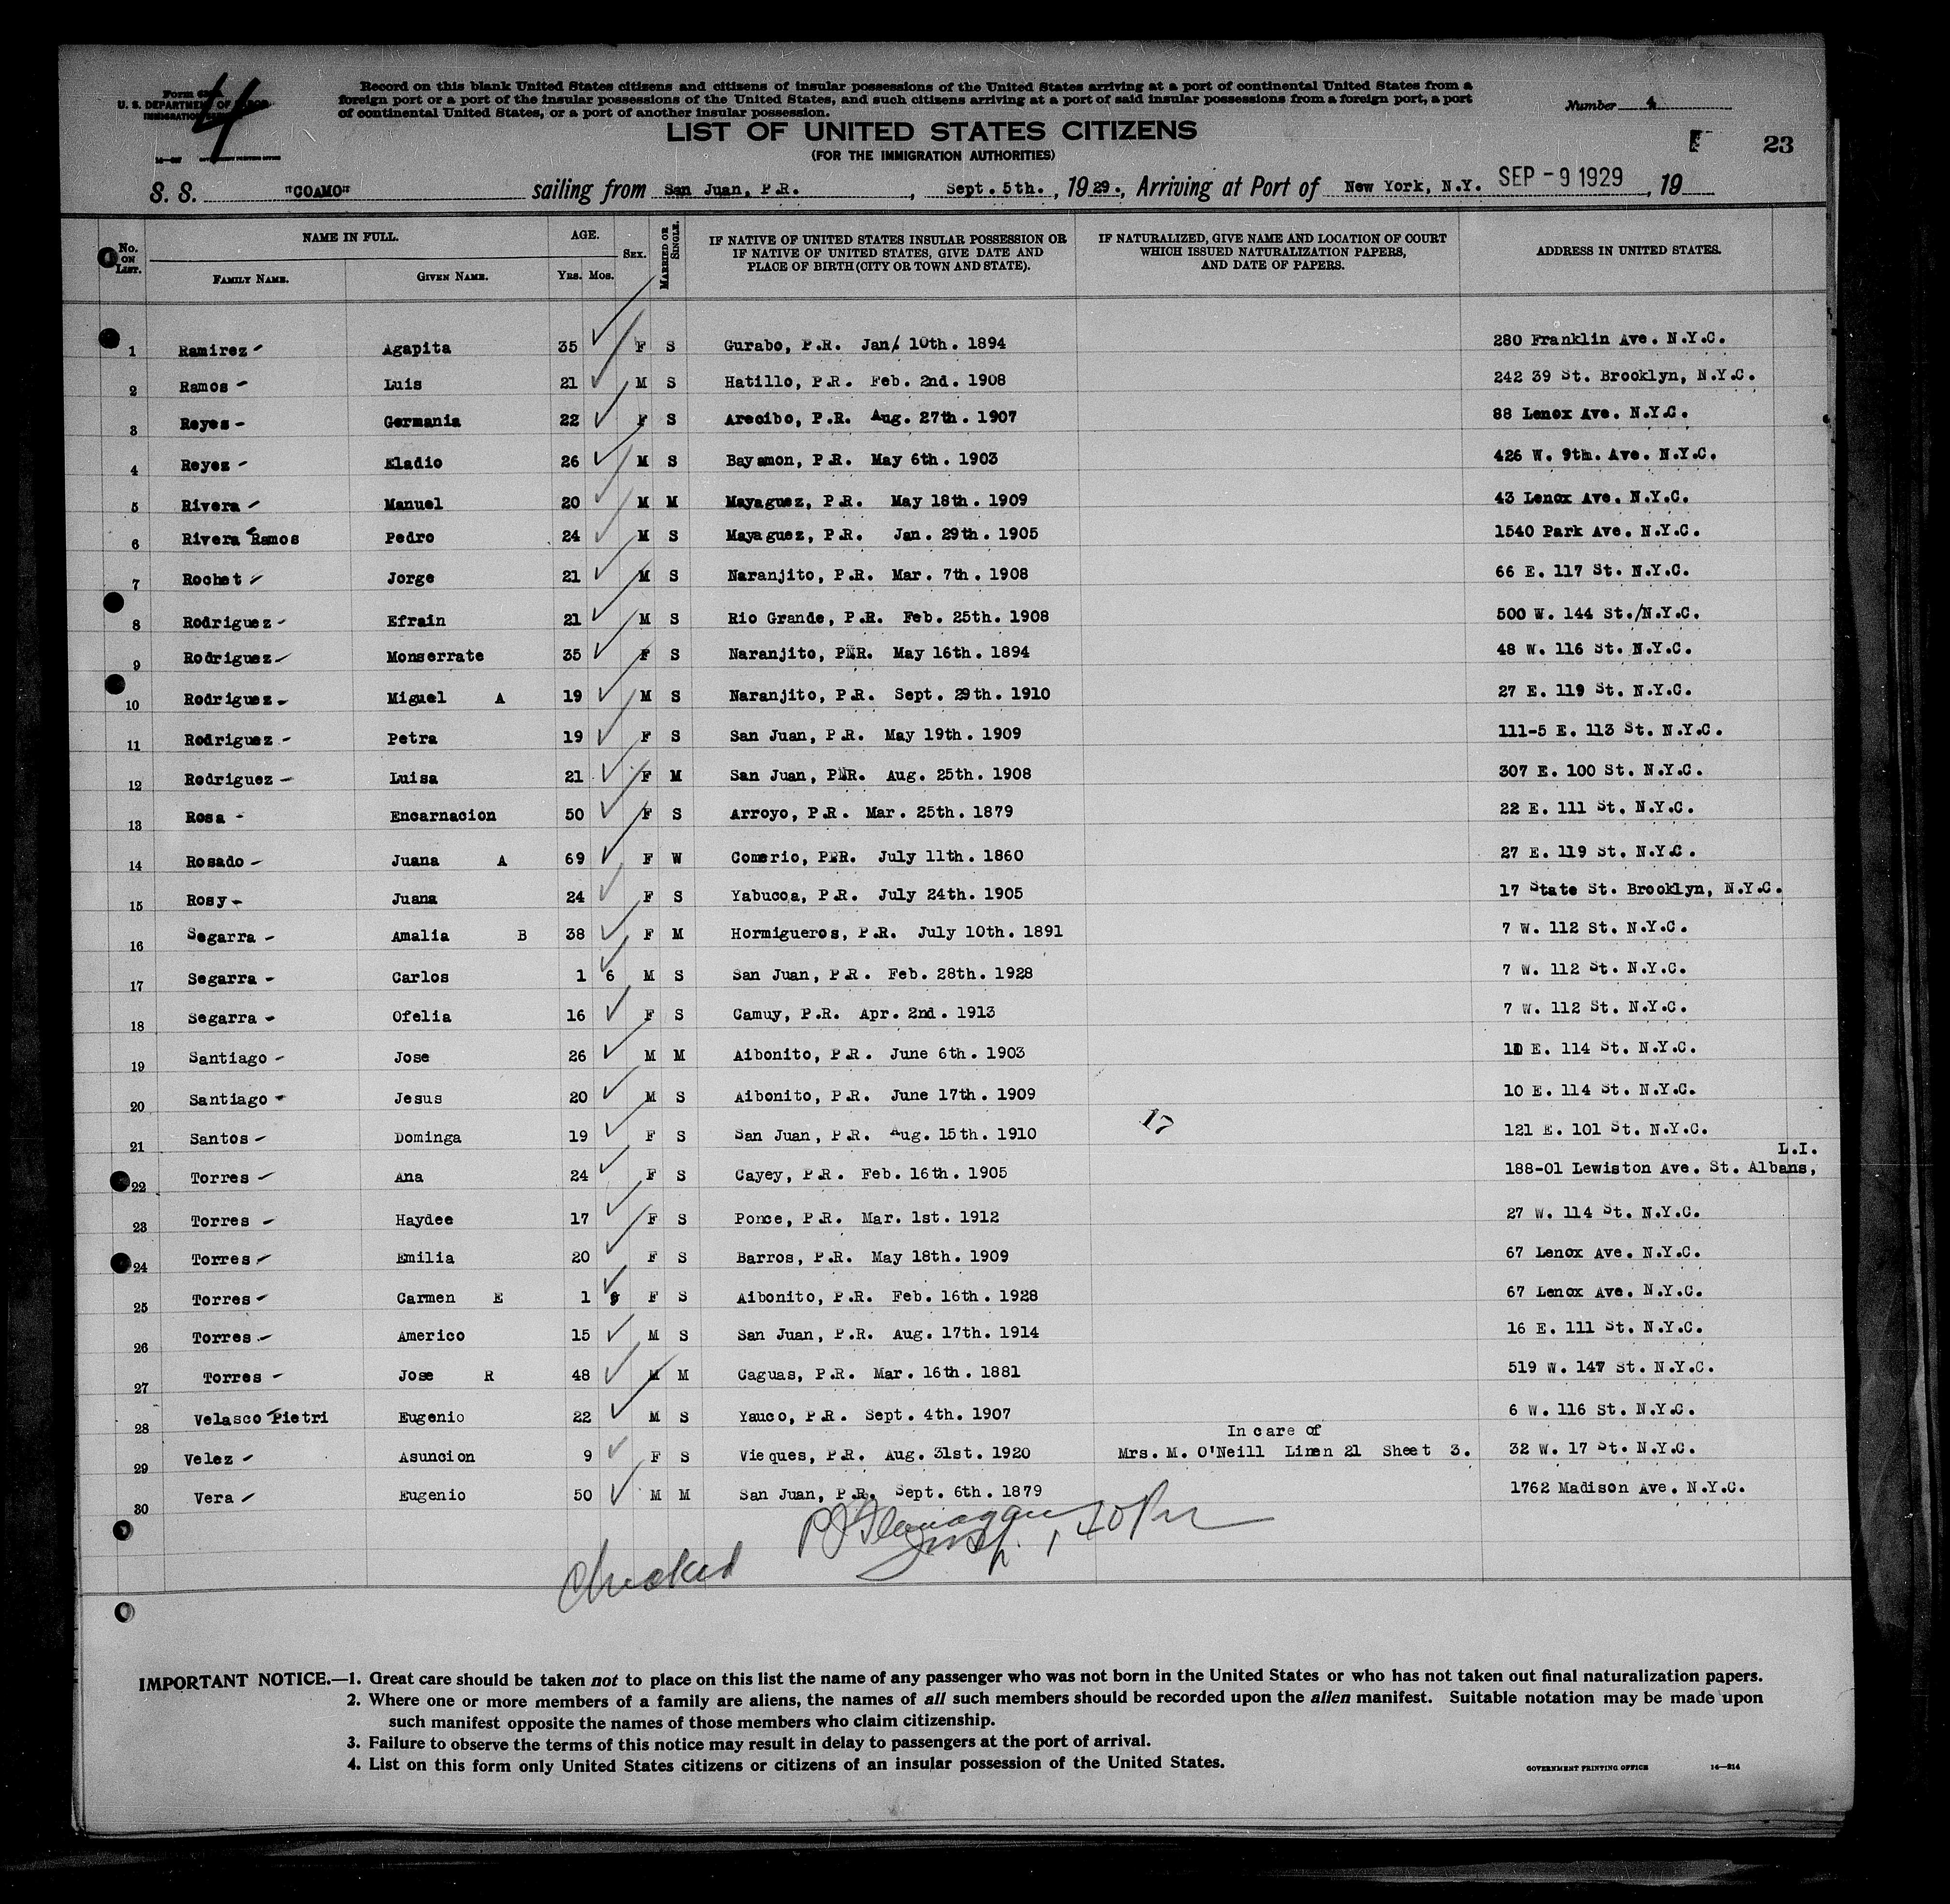 Form 630
U. S. DEPARTMENT OF LABOR
IMMIGRATION SERVICE
4
Record on this blank United States citizens and citizens of insular possessions of the United States arriving at a port of continental United States from a
foreign port or a port of the insular possessions of the United States, and such citizens arriving at a port of said insular possessions from a foreign port, a port
of continental United States, or a port of another insular possession.
Number 4
LIST OF UNITED STATES CITIZENS
(FOR THE IMMIGRATION AUTHORITIES)
23
S. S. "COAMO" sailing from San Juan, P.R. , Sept. 5th. , 1929., Arriving at Port of New York, N.Y. SEP - 9 1929 , 19
No. ON LIST. NAME IN FULL. AGE. SEX. MARRIED OR SINGLE. IF NATIVE OF UNITED STATES INSULAR POSSESSION OR IF NATIVE OF UNITED STATES, GIVE DATE AND PLACE OF BIRTH (CITY OR TOWN AND STATE). IF NATURALIZED, GIVE NAME AND LOCATION OF COURT WHICH ISSUED NATURALIZATION PAPERS, AND DATE OF PAPERS. ADDRESS IN UNITED STATES.
FAMILY NAME. GIVEN NAME. YRS. MOS.
1 Ramirez Agapita 35 F S Gurabo, P.R. Jan/ 10th. 1894 280 Franklin Ave. N.Y.C.
2 Ramos Luis 21 M S Hatillo, P.R. Feb. 2nd. 1908 242 39 St. Brooklyn, N.Y.C.
3 Reyes Germania 22 F S Arecibo, P.R. Aug. 27th. 1907 88 Lenox Ave. N.Y.C.
4 Reyes Eladio 26 M S Bayamon, P.R. May 6th. 1903 426 W. 9th. Ave. N.Y.C.
5 Rivera Manuel 20 M M Mayaguez, P.R. May 18th. 1909 43 Lenox Ave. N.Y.C.
6 Rivera Ramos Pedro 24 M S Mayaguez, P.R. Jan. 29th. 1905 1540 Park Ave. N.Y.C.
7 Rochet Jorge 21 M S Naranjito, P.R. Mar. 7th. 1908 66 E. 117 St. N.Y.C.
8 Rodriguez Efrain 21 M S Rio Grande, P.R. Feb. 25th. 1908 500 W. 144 St./N.Y.C.
9 Rodriguez Monserrate 35 F S Naranjito, P.R. May 16th. 1894 48 W. 116 St. N.Y.C.
10 Rodriguez Miguel A 19 M S Naranjito, P.R. Sept. 29th. 1910 27 E. 119 St. N.Y.C.
11 Rodriguez Petra 19 F S San Juan, P.R. May 19th. 1909 111-5 E. 113 St. N.Y.C.
12 Rodriguez Luisa 21 F M San Juan, P.R. Aug. 25th. 1908 307 E. 100 St. N.Y.C.
13 Rosa Encarnacion 50 F S Arroyo, P.R. Mar. 25th. 1879 22 E. 111 St. N.Y.C.
14 Rosado Juana A 69 F W Comerio, P.R. July 11th. 1860 27 E. 119 St. N.Y.C.
15 Rosy Juana 24 F S Yabucoa, P.R. July 24th. 1905 17 State St. Brooklyn, N.Y.C.
16 Segarra Amalia B 38 F M Hormigueros, P.R. July 10th. 1891 7 W. 112 St. N.Y.C.
17 Segarra Carlos 1 6 M S San Juan, P.R. Feb. 28th. 1928 7 W. 112 St. N.Y.C.
18 Segarra Ofelia 16 F S Camuy, P.R. Apr. 2nd. 1913 7 W. 112 St. N.Y.C.
19 Santiago Jose 26 M M Aibonito, P.R. June 6th. 1903 10 E. 114 St. N.Y.C.
20 Santiago Jesus 20 M S Aibonito, P.R. June 17th. 1909 10 E. 114 St. N.Y.C.
17
21 Santos Dominga 19 F S San Juan, P.R. Aug. 15th. 1910 121 E. 101 St. N.Y.C.
L.I.
22 Torres Ana 24 F S Cayey, P.R. Feb. 16th. 1905 188-01 Lewiston Ave. St. Albans,
23 Torres Haydee 17 F S Ponce, P.R. Mar. 1st. 1912 27 W. 114 St. N.Y.C.
24 Torres Emilia 20 F S Barros, P.R. May 18th. 1909 67 Lenox Ave. N.Y.C.
25 Torres Carmen E 1 F S Aibonito, P.R. Feb. 16th. 1928 67 Lenox Ave. N.Y.C.
26 Torres Americo 15 M S San Juan, P.R. Aug. 17th. 1914 16 E. 111 St. N.Y.C.
27 Torres Jose R 48 M M Caguas, P.R. Mar. 16th. 1881 519 W. 147 St. N.Y.C.
28 Velasco Pietri Eugenio 22 M S Yauco, P.R. Sept. 4th. 1907 6 W. 116 St. N.Y.C.
In care of
29 Velez Asuncion 9 F S Vieques, P.R. Aug. 31st. 1920 Mrs. M. O'Neill Linen 21 Sheet 3. 32 W. 17 St. N.Y.C.
30 Vera Eugenio 50 M M San Juan, P.R. Sept. 6th. 1879 1762 Madison Ave. N.Y.C.
P J Flanagan
Insp.
Checked
IMPORTANT NOTICE.—1. Great care should be taken not to place on this list the name of any passenger who was not born in the United States or who has not taken out final naturalization papers.
2. Where one or more members of a family are aliens, the names of all such members should be recorded upon the alien manifest. Suitable notation may be made upon
such manifest opposite the names of those members who claim citizenship.
3. Failure to observe the terms of this notice may result in delay to passengers at the port of arrival.
4. List on this form only United States citizens or citizens of an insular possession of the United States.
GOVERNMENT PRINTING OFFICE 14—214